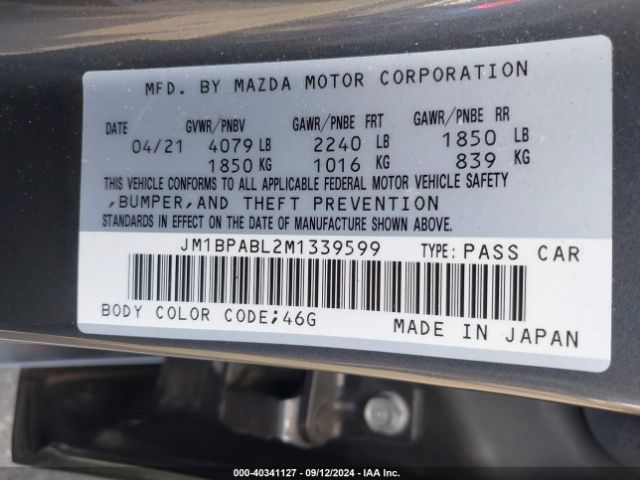 MFD. BY MAZDA MOTOR CORPORATION
DATE GVWR/PNBV GAWR/PNBE FRT GAWR/PNBE RR
04/21 4079 LB 2240 LB 1850 LB
1850 KG 1016 KG 839 KG
THIS VEHICLE CONFORMS TO ALL APPLICABLE FEDERAL MOTOR VEHICLE SAFETY
,BUMPER,AND THEFT PREVENTION
STANDARDS IN EFFECT ON THE DATE OF MANUFACTURE SHOWN ABOVE.
JM1BPABL2M1339599 TYPE: PASS CAR
BODY COLOR CODE;46G
MADE IN JAPAN
000-40341127 - 09/12/2024 - IAA Inc.